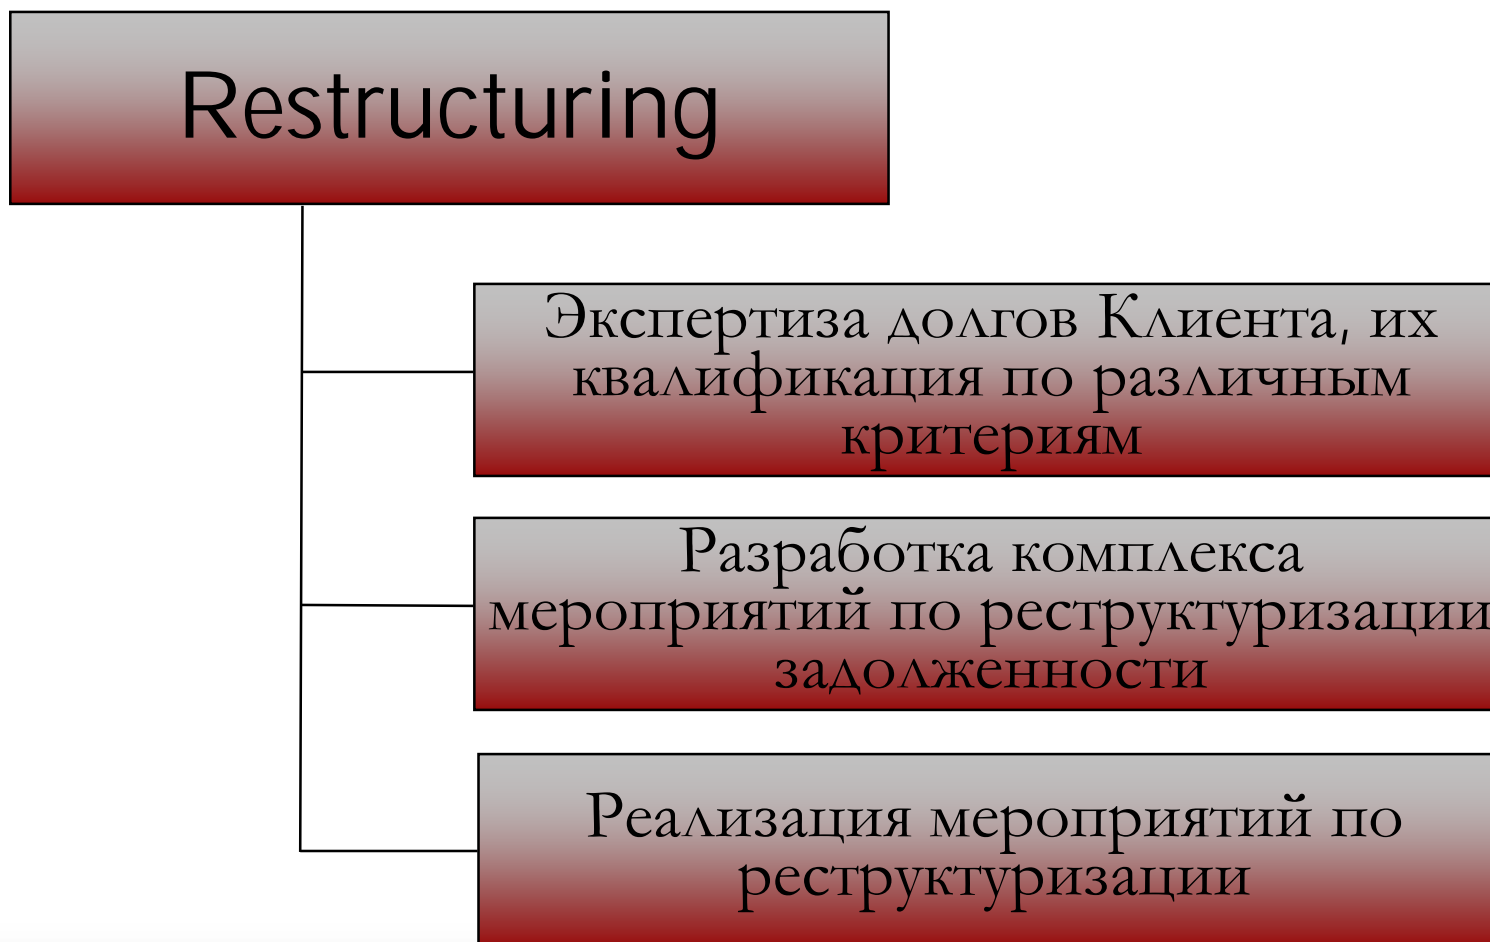 Restructuring
Экспертиза долгов Клиента, их
квалификация по различным
критериям
Разработка комплекса
мероприятий по реструктуризации
задолженности
Реализация мероприятий по
реструктуризации